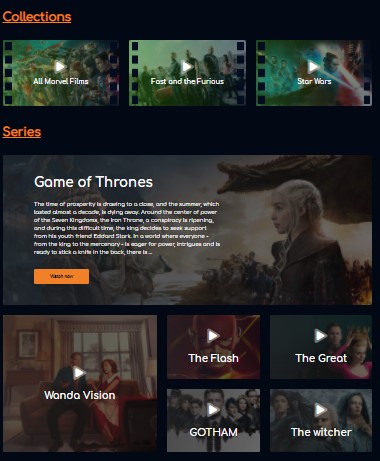 Collections
All Marvel Films
Fast and the Furious
Star Wars
Series
Game of Thrones
The time of prosperity is drawing to a close, and the summer, which
lasted almost a decade, is dying away. Around the center of power
of the Seven Kingdoms, the Iron Throne, a conspiracy is ripening,
and during this difficult time, the king decides to seek support
from his youth friend Eddard Stark. In a world where everyone -
from the king to the mercenary - is eager for power, intrigues and is
ready to stick a knife in the back, there is ...
Watch now
Wanda Vision
The Flash
The Great
GOTHAM
The witcher